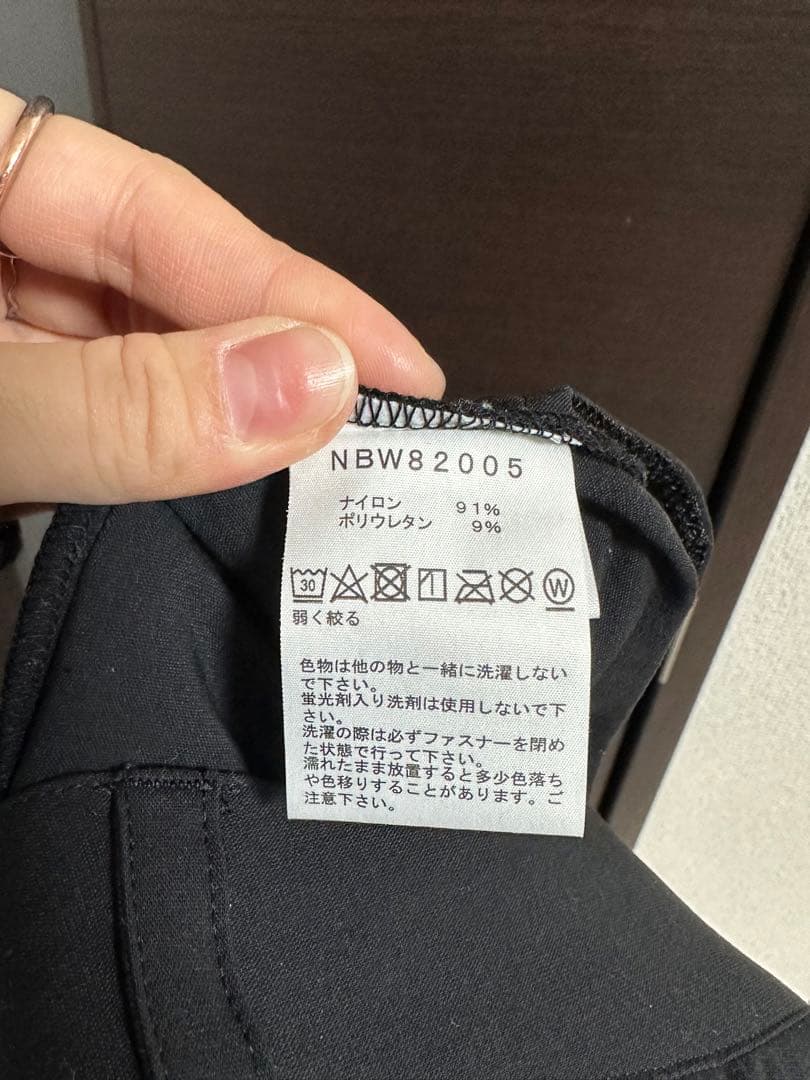 NBW82005
ナイロン 91%
ポリウレタン 9%
30 W
弱く絞る
色物は他の物と一緒に洗濯しない
で下さい。
蛍光剤入り洗剤は使用しないで下
さい。
洗濯の際は必ずファスナーを閉め
た状態で行って下さい。
濡れたまま放置すると多少色落ち
や色移りすることがあります。ご
注意下さい。